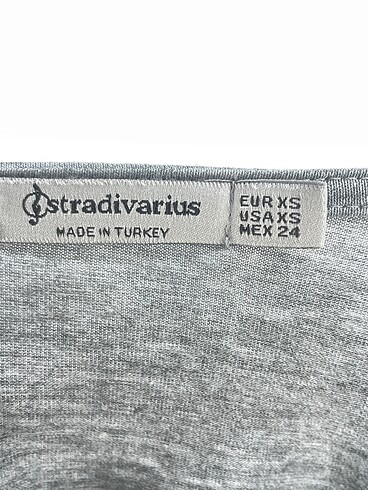 stradivarius
MADE IN TURKEY
EUR XS
USA XS
MEX 24